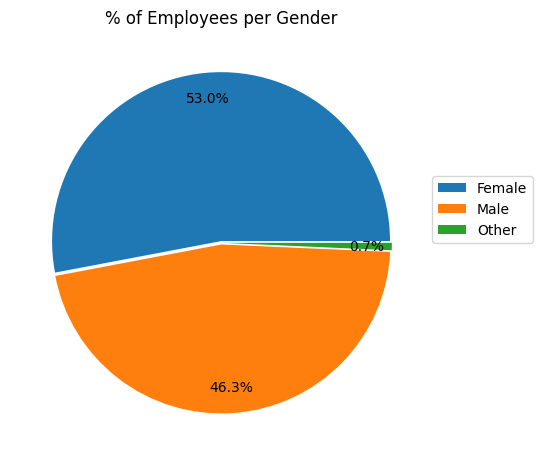 % of Employees per Gender
53.0%
Female
Male
Other
0.7%
46.3%